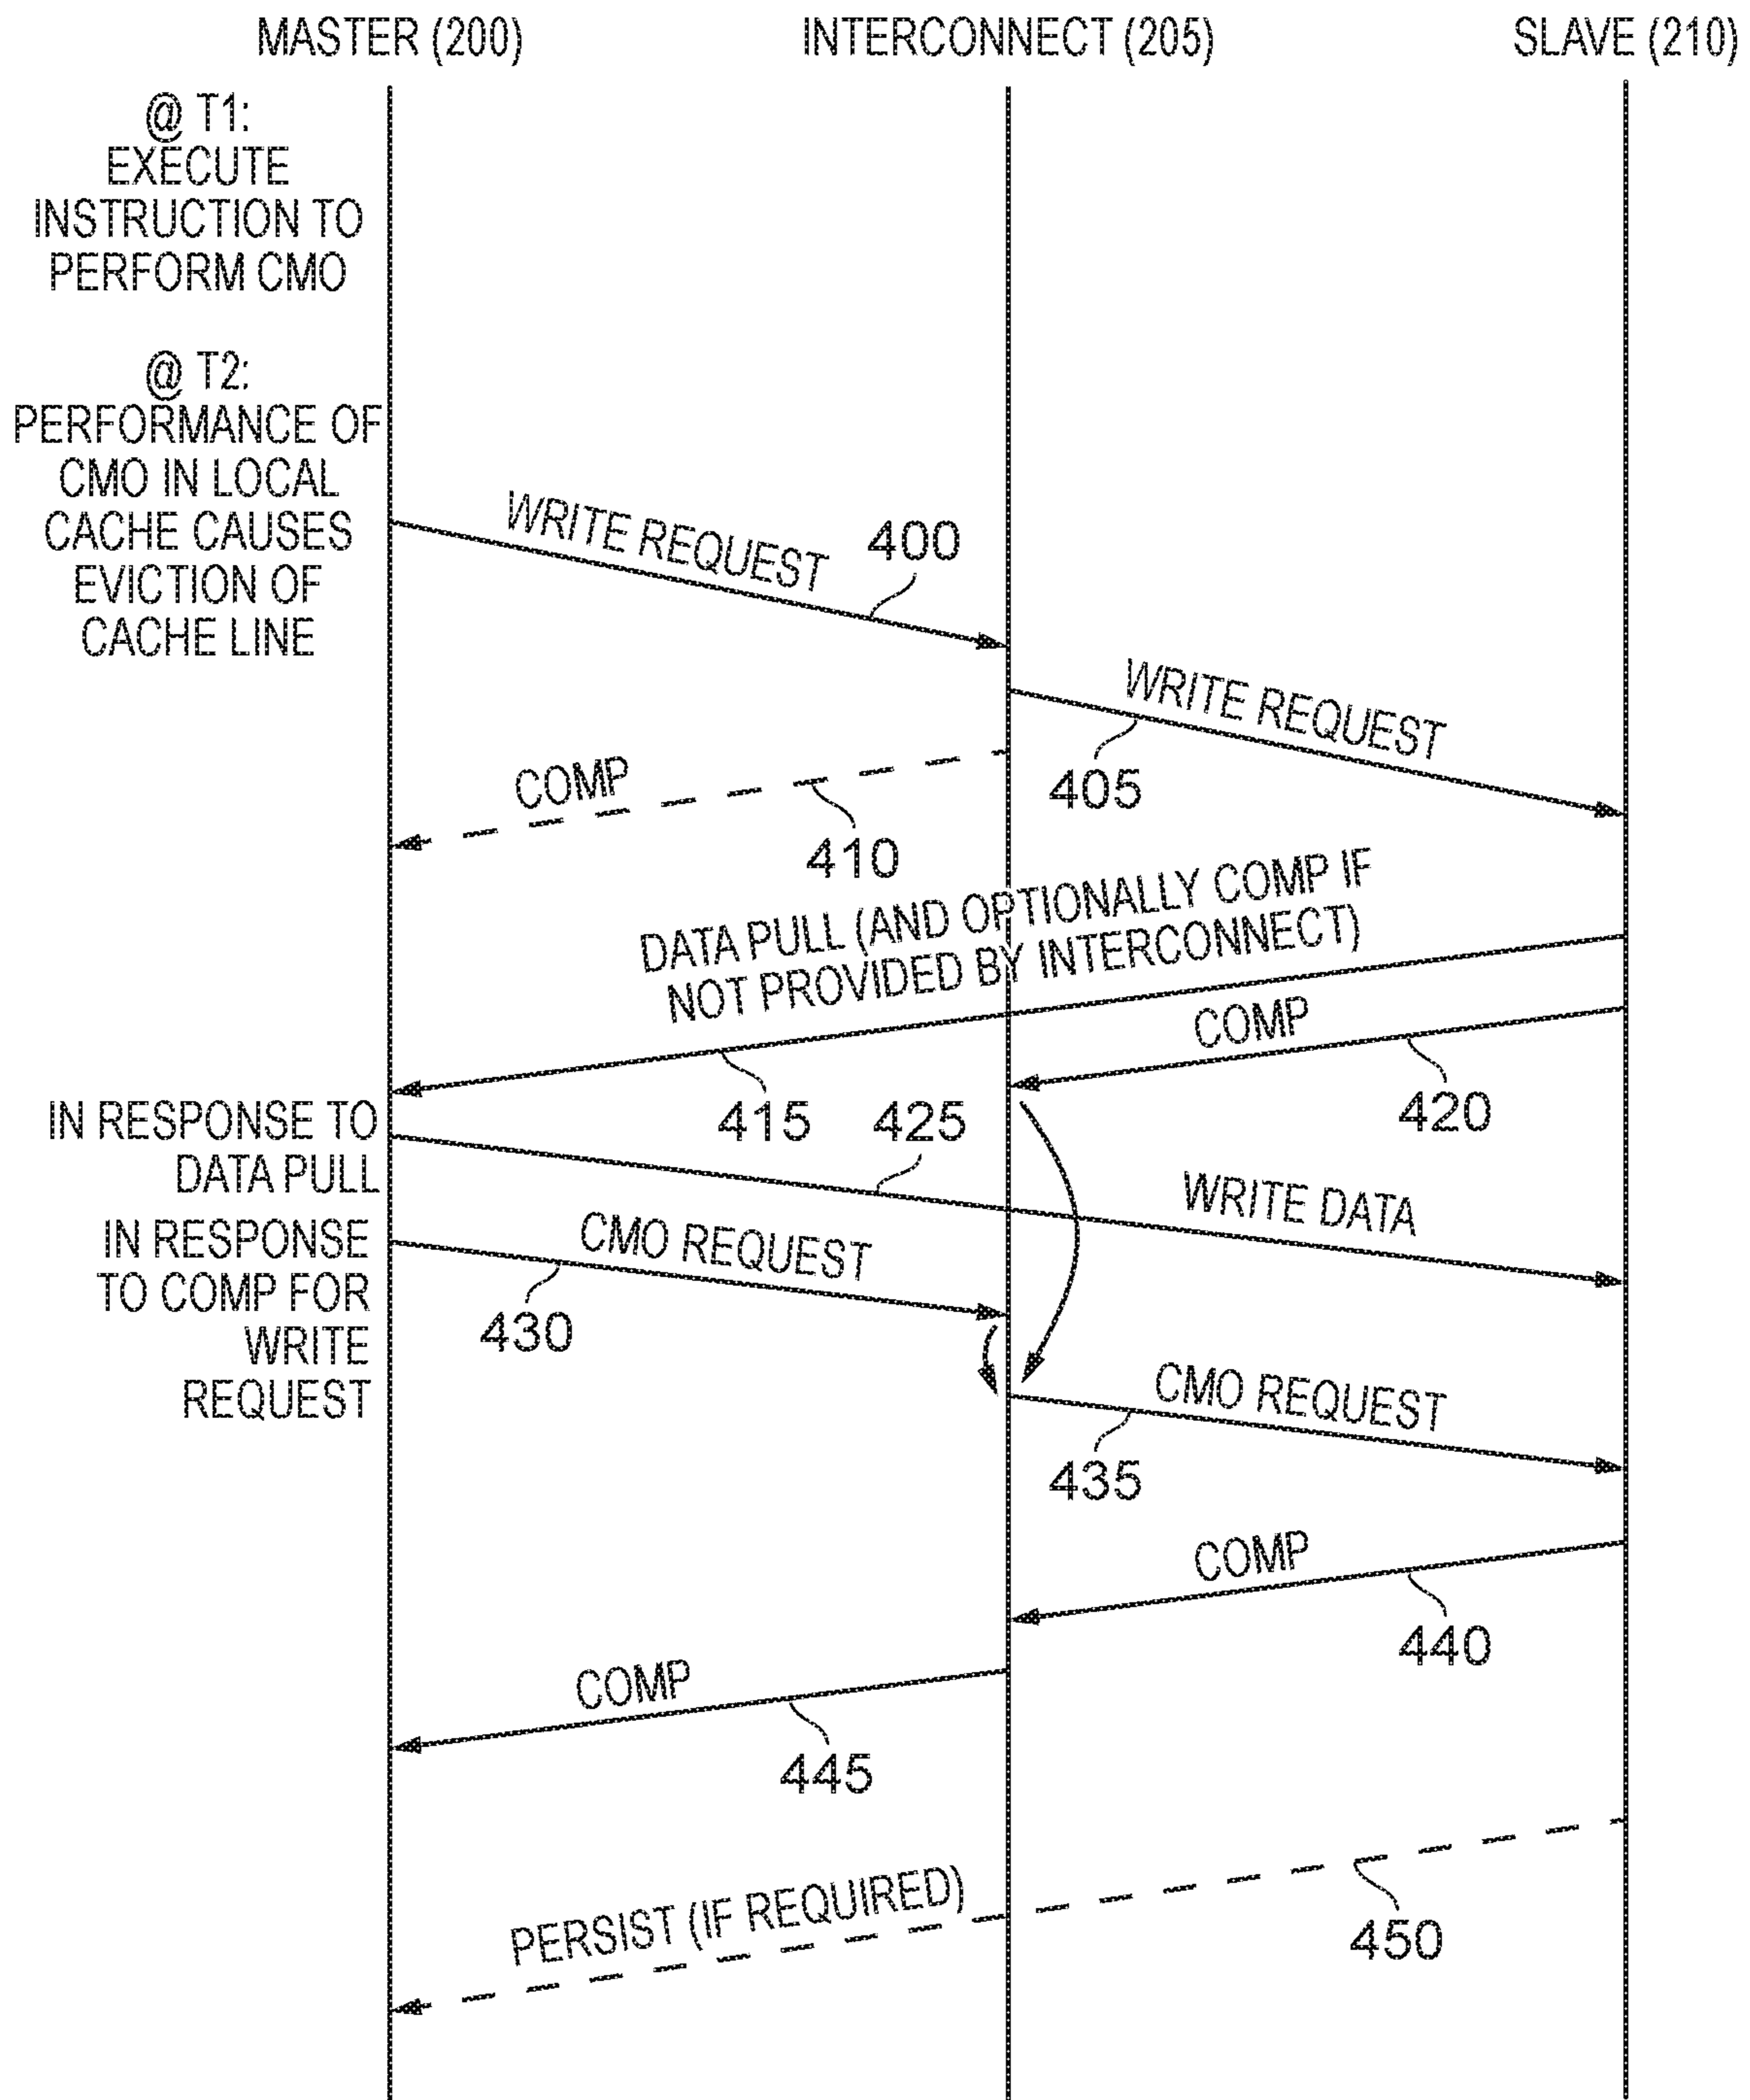 MASTER (200)
INTERCONNECT (205)
SLAVE (210)
@ T1:
EXECUTE
INSTRUCTION TO
PERFORM CMO
@ T2:
PERFORMANCE OF
CMO IN LOCAL
CACHE CAUSES
EVICTION OF
CACHE LINE
WRITE REQUEST
400
WRITE REQUEST
405
COMP
410
DATA PULL (AND OPTIONALLY COMP IF
NOT PROVIDED BY INTERCONNECT)
415
COMP
420
IN RESPONSE TO
DATA PULL
425
WRITE DATA
IN RESPONSE
TO COMP FOR
WRITE
REQUEST
CMO REQUEST
430
CMO REQUEST
435
COMP
440
COMP
445
PERSIST (IF REQUIRED)
450